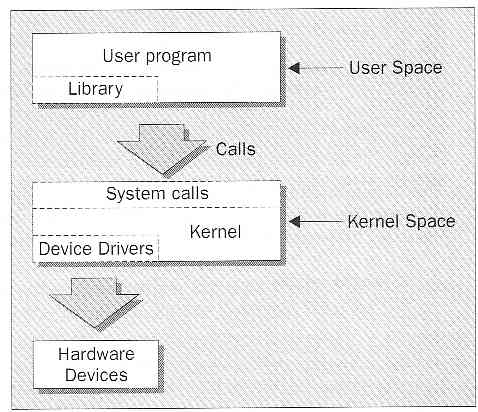 User program
User Space
Library
Calls
System calls
Kernel
Kernel Space
Device Drivers
Hardware
Devices